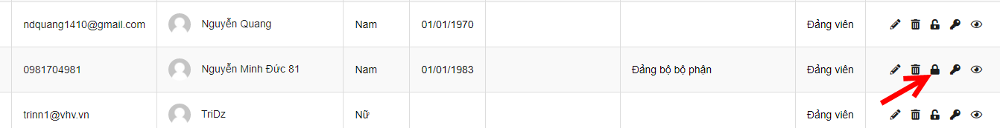 ndquang1410@gmail.com Nguyễn Quang Nam 01/01/1970 Đảng viên
0981704981 Nguyễn Minh Đức 81 Nam 01/01/1983 Đảng bộ bộ phận Đảng viên
trinn1@vhv.vn TriDz Nữ Đảng viên